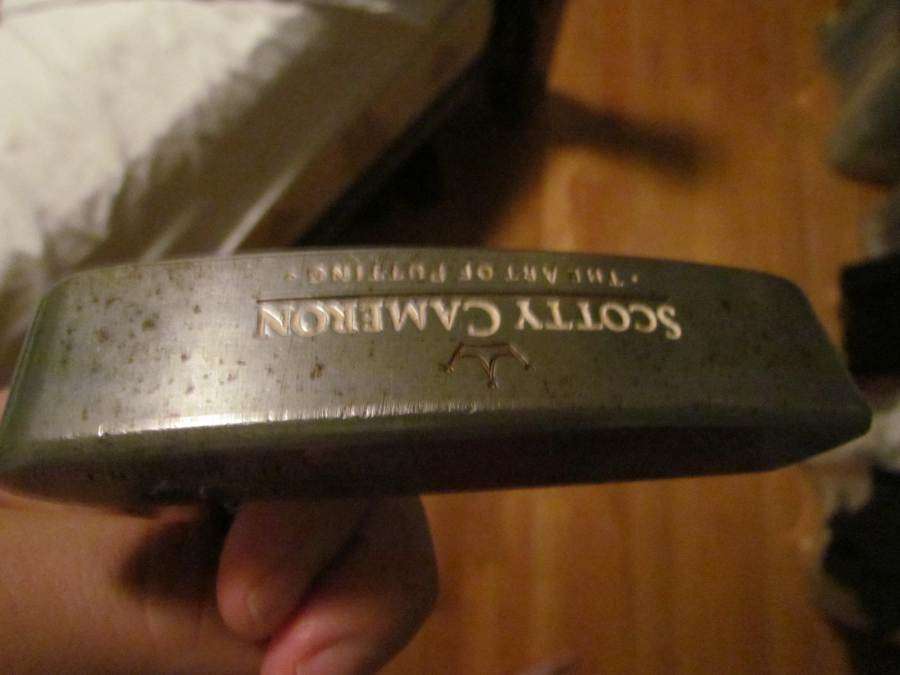 SCOTTY CAMERON
· THE ART OF PUTTING ·